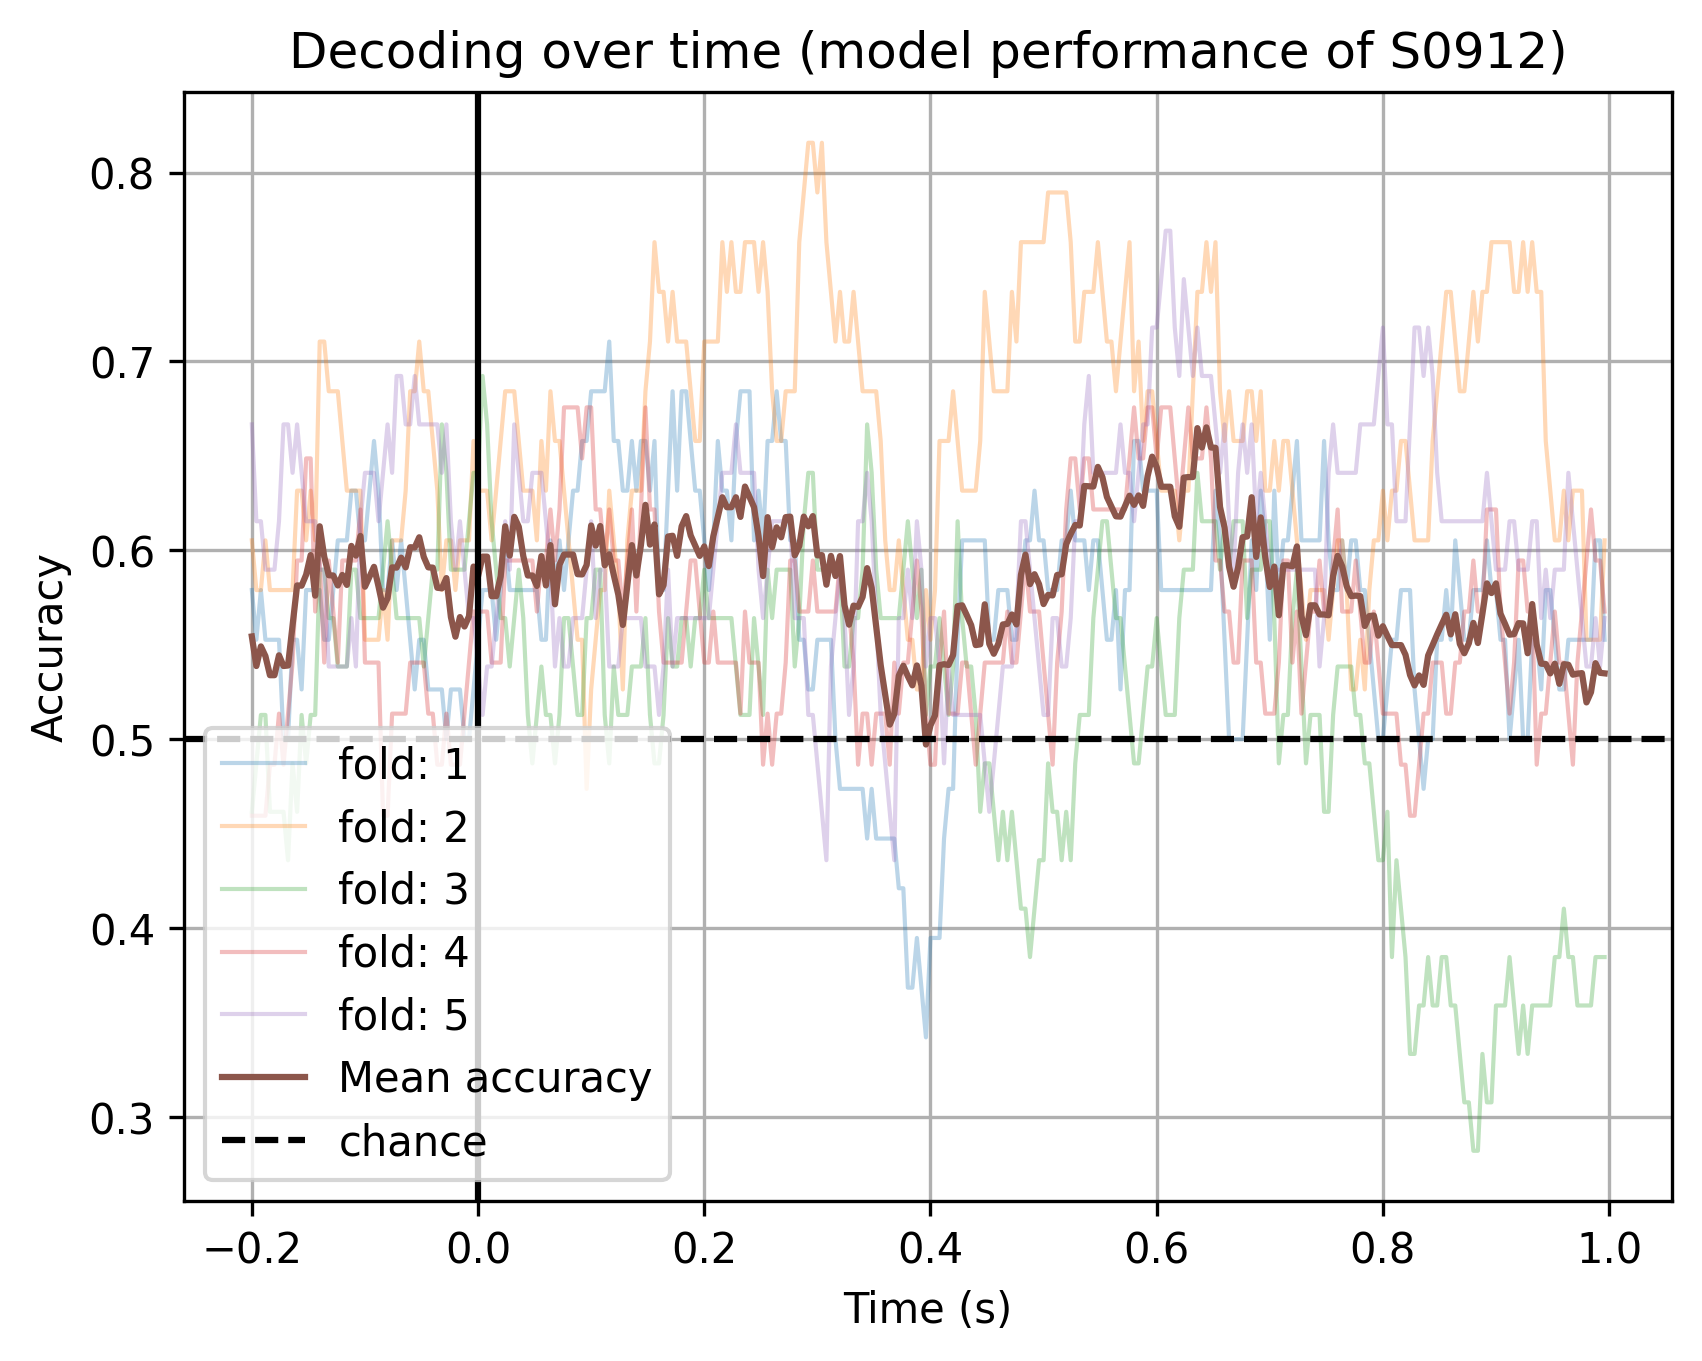 Decoding over time (model performance of S0912)
Accuracy
0.8
0.7
0.6
0.5
0.4
0.3
fold: 1
fold: 2
fold: 3
fold: 4
fold: 5
Mean accuracy
chance
−0.2 0.0 0.2 0.4 0.6 0.8 1.0
Time (s)